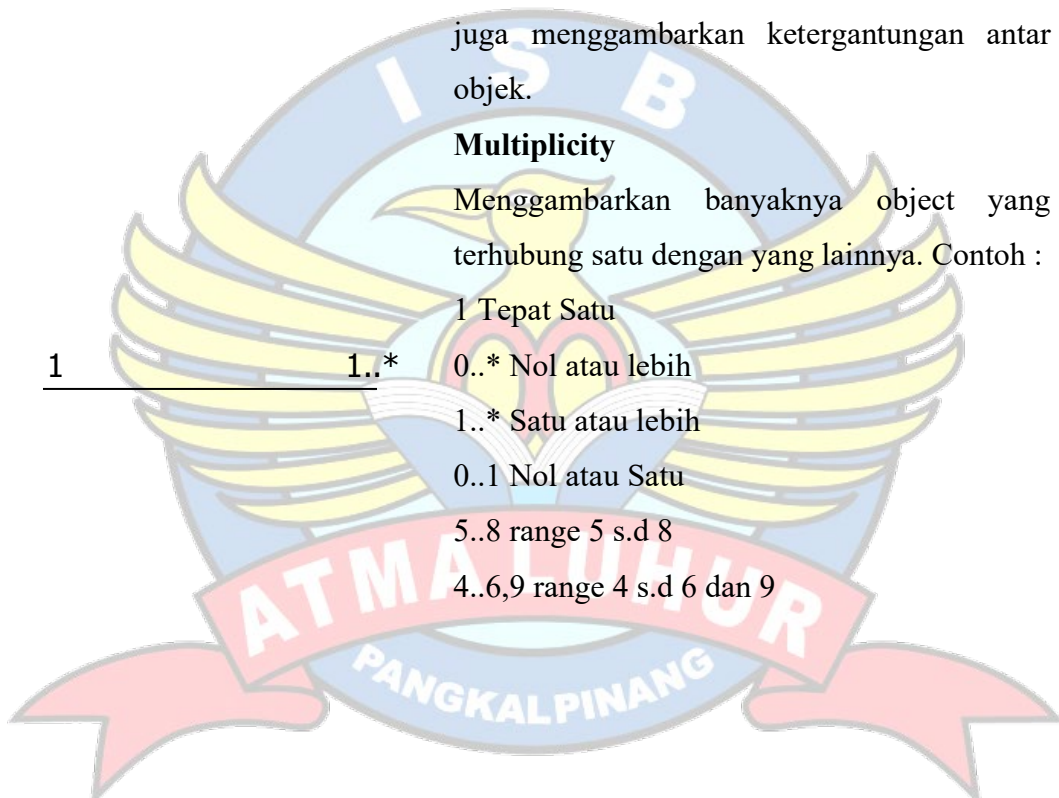 juga menggambarkan ketergantungan antar
objek.
Multiplicity
Menggambarkan banyaknya object yang
terhubung satu dengan yang lainnya. Contoh :
1 Tepat Satu
1 1..* 0..* Nol atau lebih
1..* Satu atau lebih
0..1 Nol atau Satu
5..8 range 5 s.d 8
4..6,9 range 4 s.d 6 dan 9
I S B
ATMA LUHUR
PANGKALPINANG